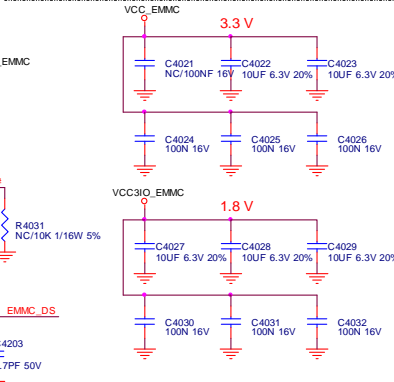 VCC_EMMC
3.3 V
EMMC
C4021
NC/100NF 16V
C4022
10UF 6.3V 20%
C4023
10UF 6.3V 20%
C4024
100N 16V
C4025
100N 16V
C4026
100N 16V
VCC3IO_EMMC
1.8 V
R4031
NC/10K 1/16W 5%
C4027
10UF 6.3V 20%
C4028
10UF 6.3V 20%
C4029
10UF 6.3V 20%
EMMC_DS
C4030
100N 16V
C4031
100N 16V
C4032
100N 16V
C4203
.7PF 50V